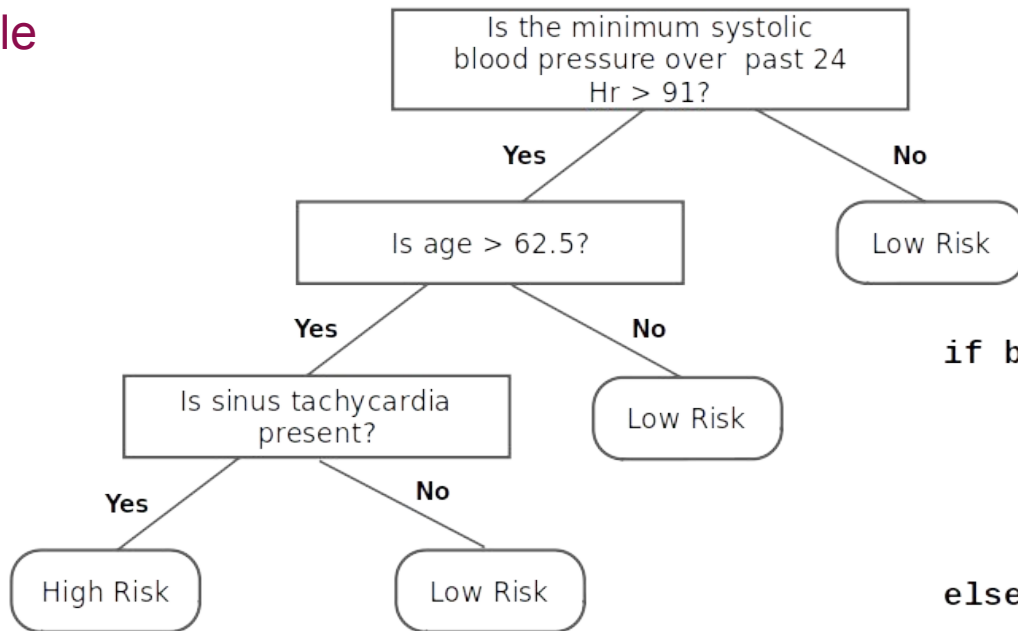 le
Is the minimum systolic
blood pressure over past 24
Hr > 91?
Yes
No
Is age > 62.5?
Low Risk
Yes
No
if b
Is sinus tachycardia
present?
Low Risk
Yes
No
High Risk
Low Risk
else